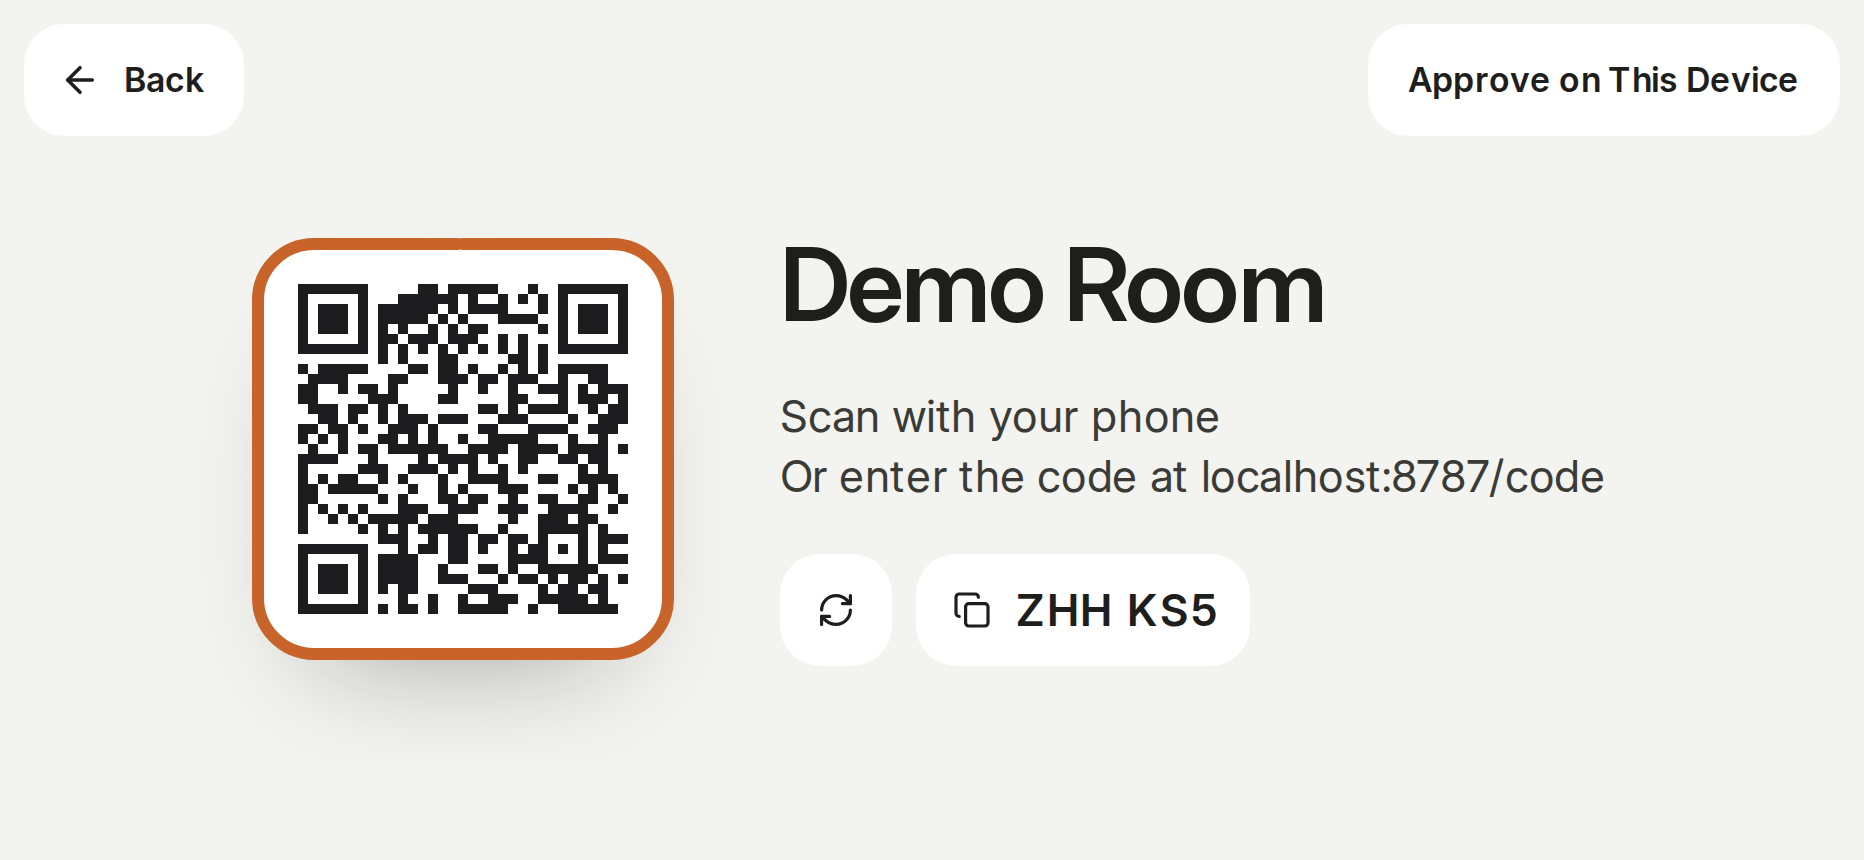 Back
Approve on This Device
Demo Room
Scan with your phone
Or enter the code at localhost:8787/code
ZHH KS5